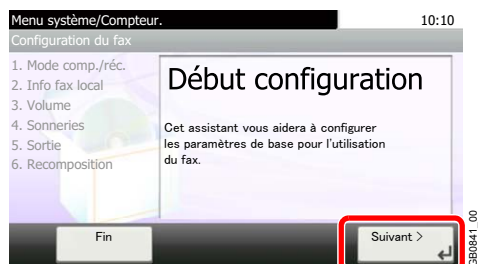 Menu système/Compteur.
10:10
Configuration du fax
1. Mode comp./réc.
2. Info fax local
3. Volume
4. Sonneries
5. Sortie
6. Recomposition
Début configuration
Cet assistant vous aidera à configurer
les paramètres de base pour l'utilisation
du fax.
Fin
Suivant >
GB0841_00